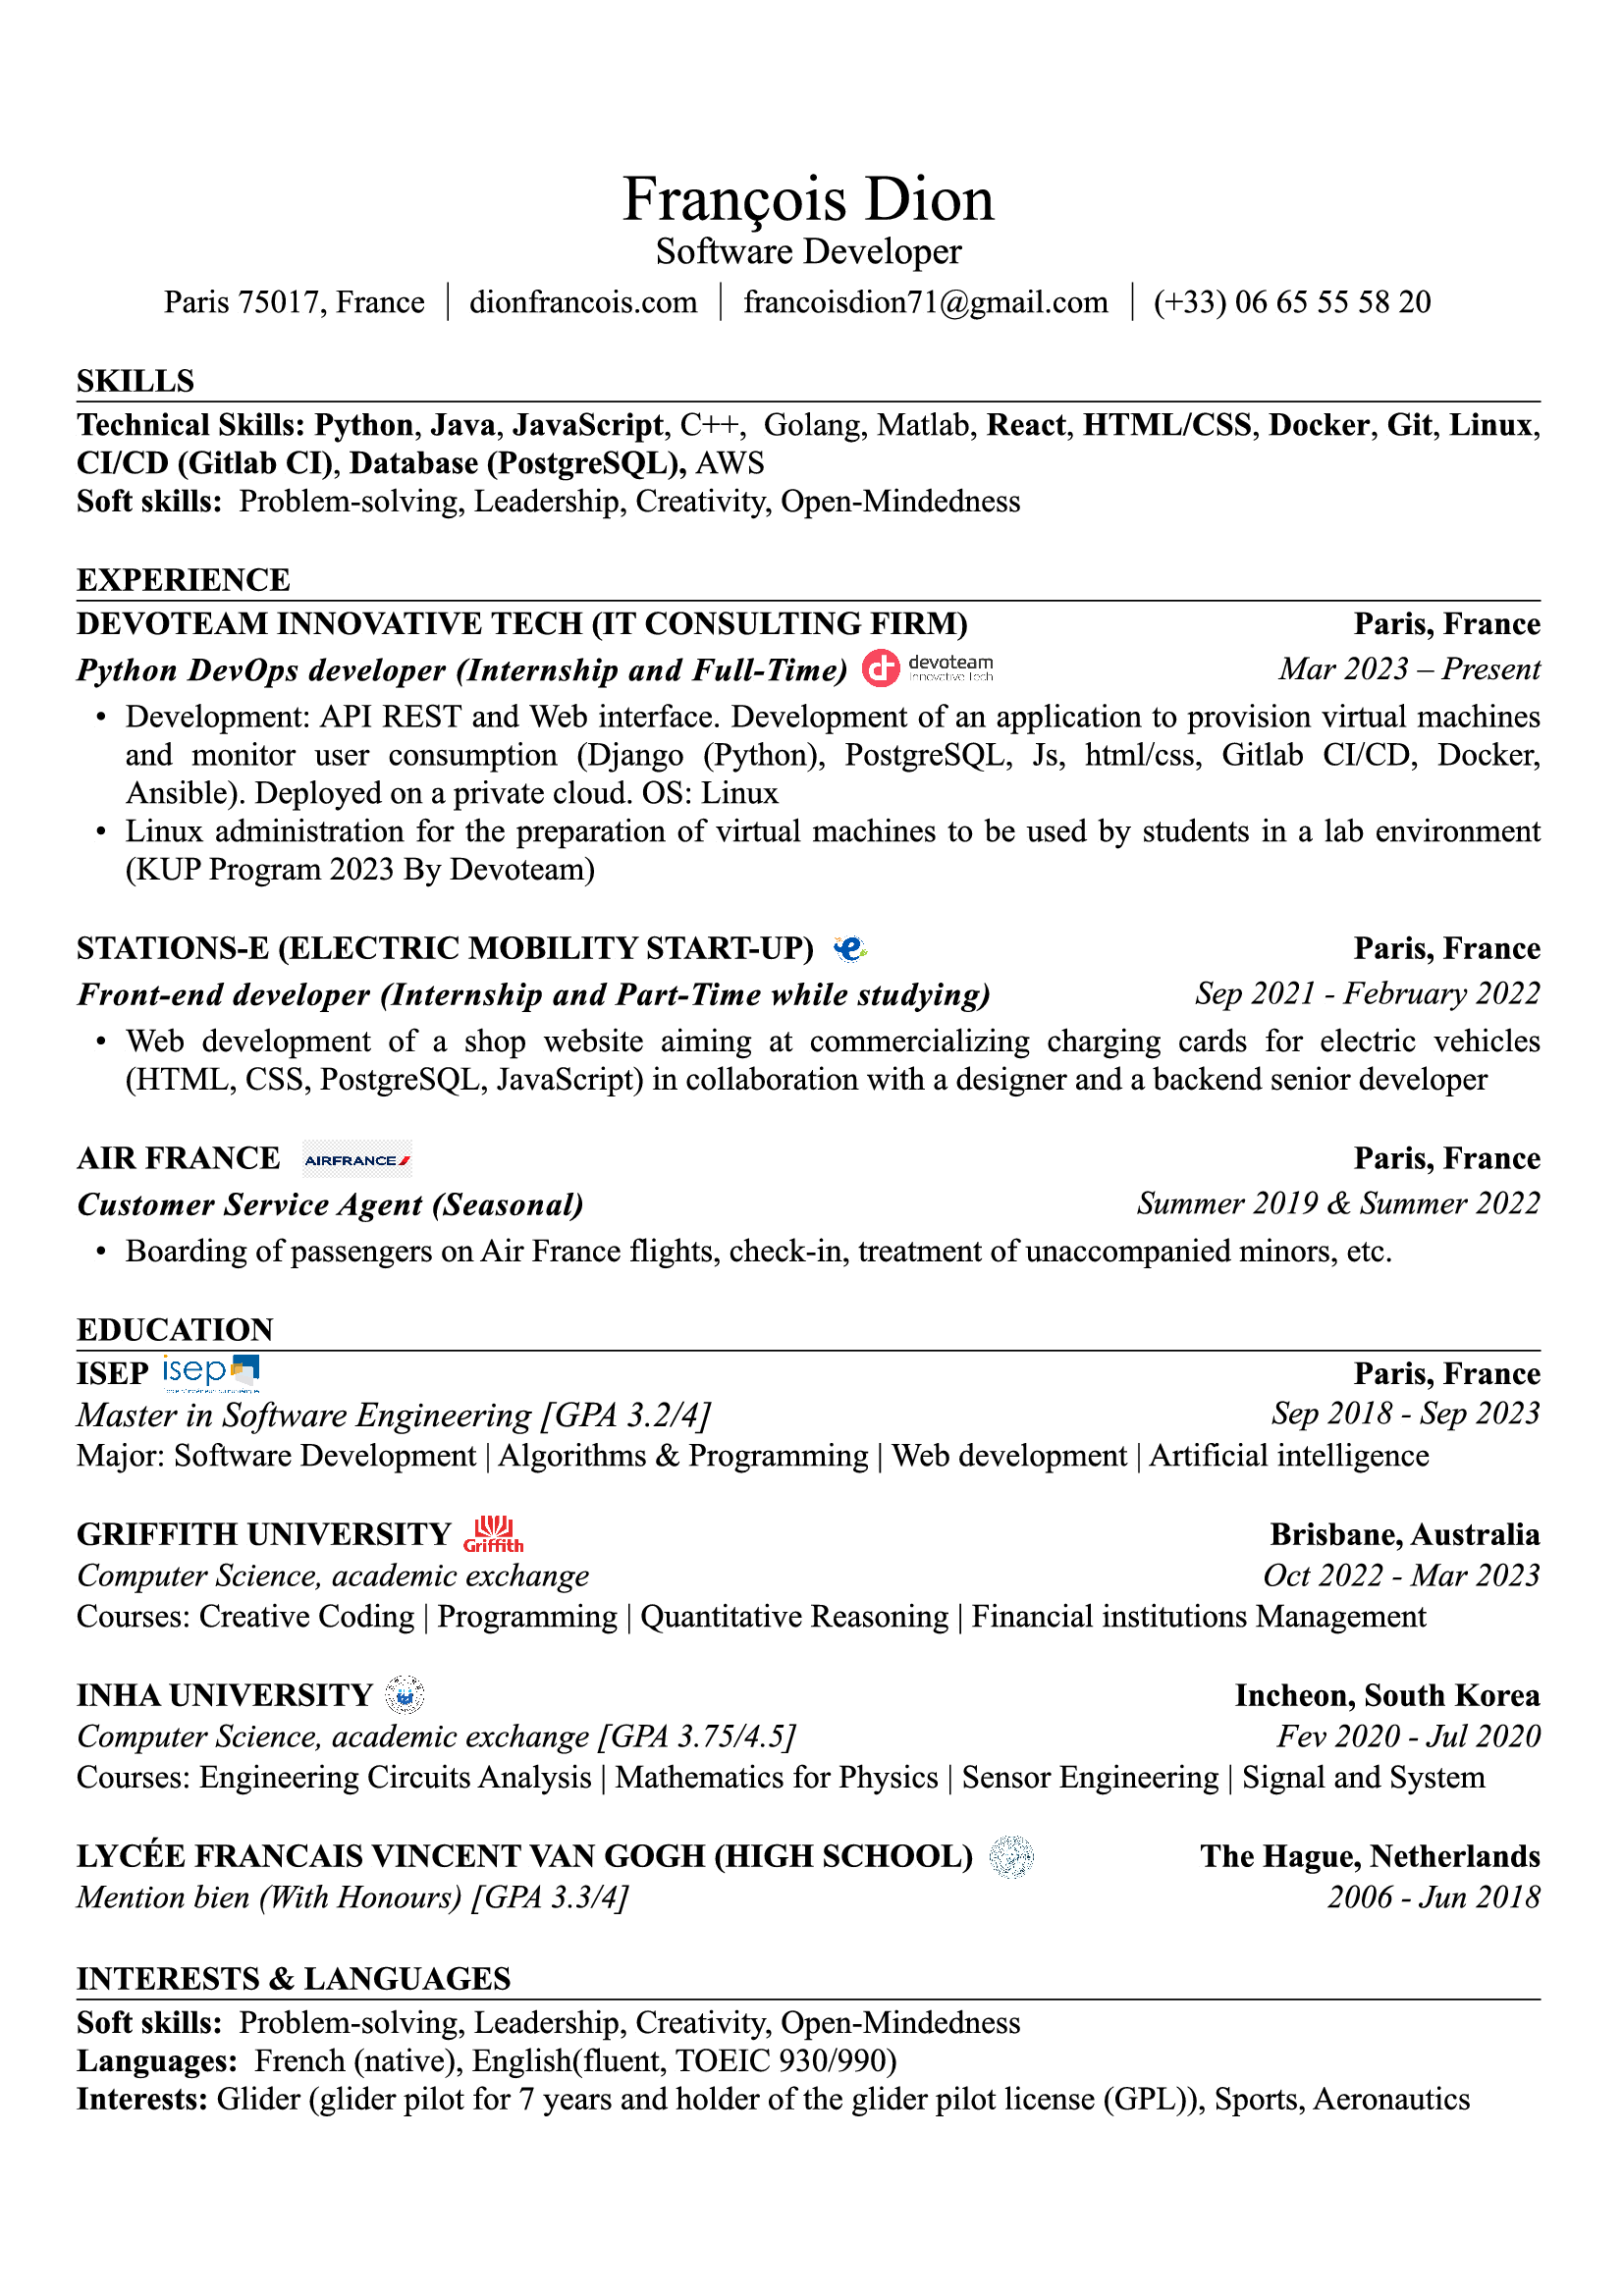 François Dion
Software Developer
Paris 75017, France | dionfrancois.com | francoisdion71@gmail.com | (+33) 06 65 55 58 20
SKILLS
Technical Skills: Python, Java, JavaScript, C++, Golang, Matlab, React, HTML/CSS, Docker, Git, Linux,
CI/CD (Gitlab CI), Database (PostgreSQL), AWS
Soft skills: Problem-solving, Leadership, Creativity, Open-Mindedness
EXPERIENCE
DEVOTEAM INNOVATIVE TECH (IT CONSULTING FIRM) Paris, France
Python DevOps developer (Internship and Full-Time) devoteam Innovative Tech Mar 2023 – Present
• Development: API REST and Web interface. Development of an application to provision virtual machines
and monitor user consumption (Django (Python), PostgreSQL, Js, html/css, Gitlab CI/CD, Docker,
Ansible). Deployed on a private cloud. OS: Linux
• Linux administration for the preparation of virtual machines to be used by students in a lab environment
(KUP Program 2023 By Devoteam)
STATIONS-E (ELECTRIC MOBILITY START-UP) e Paris, France
Front-end developer (Internship and Part-Time while studying) Sep 2021 - February 2022
• Web development of a shop website aiming at commercializing charging cards for electric vehicles
(HTML, CSS, PostgreSQL, JavaScript) in collaboration with a designer and a backend senior developer
AIR FRANCE AIRFRANCE Paris, France
Customer Service Agent (Seasonal) Summer 2019 & Summer 2022
• Boarding of passengers on Air France flights, check-in, treatment of unaccompanied minors, etc.
EDUCATION
ISEP isep Paris, France
Master in Software Engineering [GPA 3.2/4] Sep 2018 - Sep 2023
Major: Software Development | Algorithms & Programming | Web development | Artificial intelligence
GRIFFITH UNIVERSITY Griffith Brisbane, Australia
Computer Science, academic exchange Oct 2022 - Mar 2023
Courses: Creative Coding | Programming | Quantitative Reasoning | Financial institutions Management
INHA UNIVERSITY Incheon, South Korea
Computer Science, academic exchange [GPA 3.75/4.5] Fev 2020 - Jul 2020
Courses: Engineering Circuits Analysis | Mathematics for Physics | Sensor Engineering | Signal and System
LYCÉE FRANCAIS VINCENT VAN GOGH (HIGH SCHOOL) The Hague, Netherlands
Mention bien (With Honours) [GPA 3.3/4] 2006 - Jun 2018
INTERESTS & LANGUAGES
Soft skills: Problem-solving, Leadership, Creativity, Open-Mindedness
Languages: French (native), English(fluent, TOEIC 930/990)
Interests: Glider (glider pilot for 7 years and holder of the glider pilot license (GPL)), Sports, Aeronautics